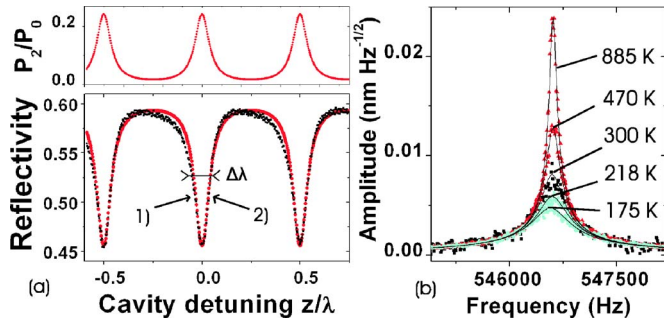 P2/P0
0.2
0.0
Reflectivity
0.60
0.55
0.50
0.45
Δλ
1)
2)
-0.5
0.0
0.5
(a)
Cavity detuning z/λ
Amplitude (nm Hz-1/2)
0.02
0.01
0.00
885 K
470 K
300 K
218 K
175 K
546000
547500
(b)
Frequency (Hz)